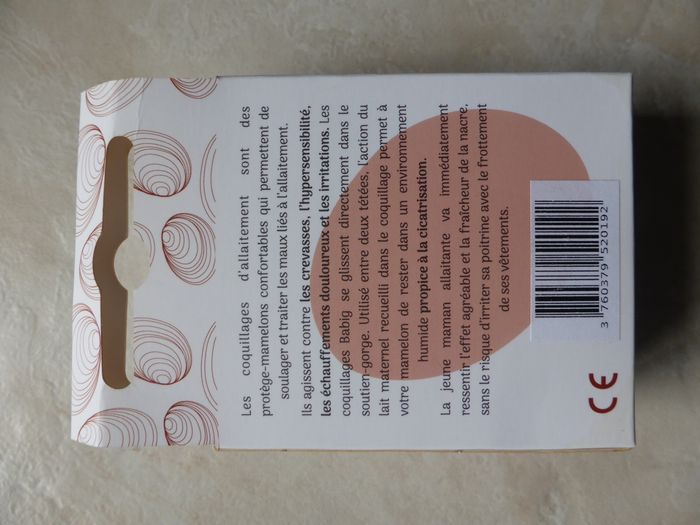 Les coquillages d'allaitement sont des
protège-mamelons confortables qui permettent de
soulager et traiter les maux liés à l'allaitement.
Ils agissent contre les crevasses, l'hypersensibilité,
les échauffements douloureux et les irritations. Les
coquillages Babig se glissent directement dans le
soutien-gorge. Utilisé entre deux tétées, l'action du
lait maternel recueilli dans le coquillage permet à
votre mamelon de rester dans un environnement
humide propice à la cicatrisation.
La jeune maman allaitante va immédiatement
ressentir l'effet agréable et la fraîcheur de la nacre,
sans le risque d'irriter sa poitrine avec le frottement
de ses vêtements.
3 760379 520192
CE